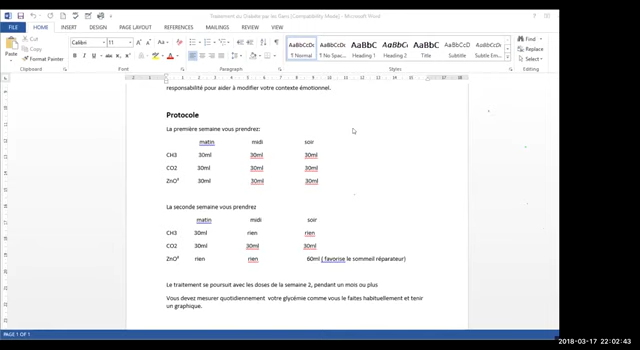 Traitement du Diabète par les Gans [Compatibility Mode] - Microsoft Word
FILE HOME INSERT DESIGN PAGE LAYOUT REFERENCES MAILINGS REVIEW VIEW
Cut
Copy
Format Painter
Paste
Calibri 11
AaBbCcDc AaBbCcDc AaBbC AaBbCc AaBbC AaBbCcD AaBbCcDc
¶ Normal ¶ No Spac... Heading 1 Heading 2 Title Subtitle Subtle Em...
Find
Replace
Select
Clipboard Font Paragraph Styles Editing
responsabilité pour aider à modifier votre contexte émotionnel.
Protocole
La première semaine vous prendrez:
matin midi soir
CH3 30ml 30ml 30ml
CO2 30ml 30ml 30ml
ZnO² 30ml 30ml 30ml
La seconde semaine vous prendrez
matin midi soir
CH3 30ml rien rien
CO2 30ml 30ml 30ml
ZnO² rien rien 60ml ( favorise le sommeil réparateur)
Le traitement se poursuit avec les doses de la semaine 2, pendant un mois ou plus
Vous devez mesurer quotidiennement votre glycémie comme vous le faites habituellement et tenir
un graphique.
PAGE 1 OF 1
2018-03-17 22:02:43